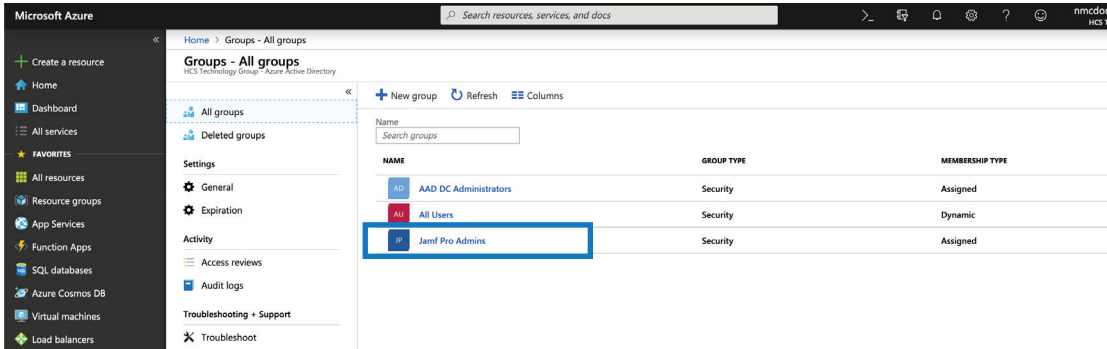 Microsoft Azure
Search resources, services, and docs
HCS T
«
Create a resource
Home
Dashboard
All services
FAVORITES
All resources
Resource groups
App Services
Function Apps
SQL databases
Azure Cosmos DB
Virtual machines
Load balancers
Home > Groups - All groups
Groups - All groups
HCS Technology Group - Azure Active Directory
«
All groups
Deleted groups
Settings
General
Expiration
Activity
Access reviews
Audit logs
Troubleshooting + Support
Troubleshoot
New group Refresh Columns
Name
Search groups
NAME GROUP TYPE MEMBERSHIP TYPE
AD AAD DC Administrators Security Assigned
AU All Users Security Dynamic
JP Jamf Pro Admins Security Assigned